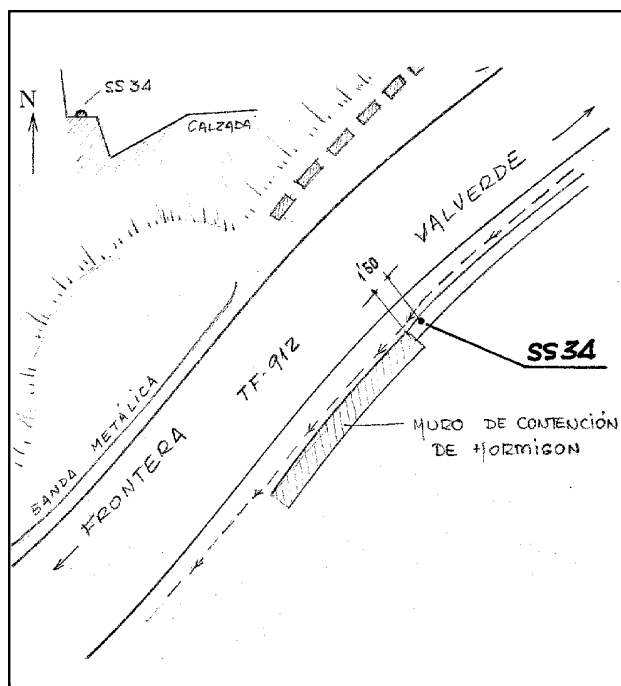 SS34
N
CALZADA
VALVERDE
1'50
SS34
TF-912
MURO DE CONTENCIÓN
DE HORMIGON
BANDA METÁLICA
FRONTERA